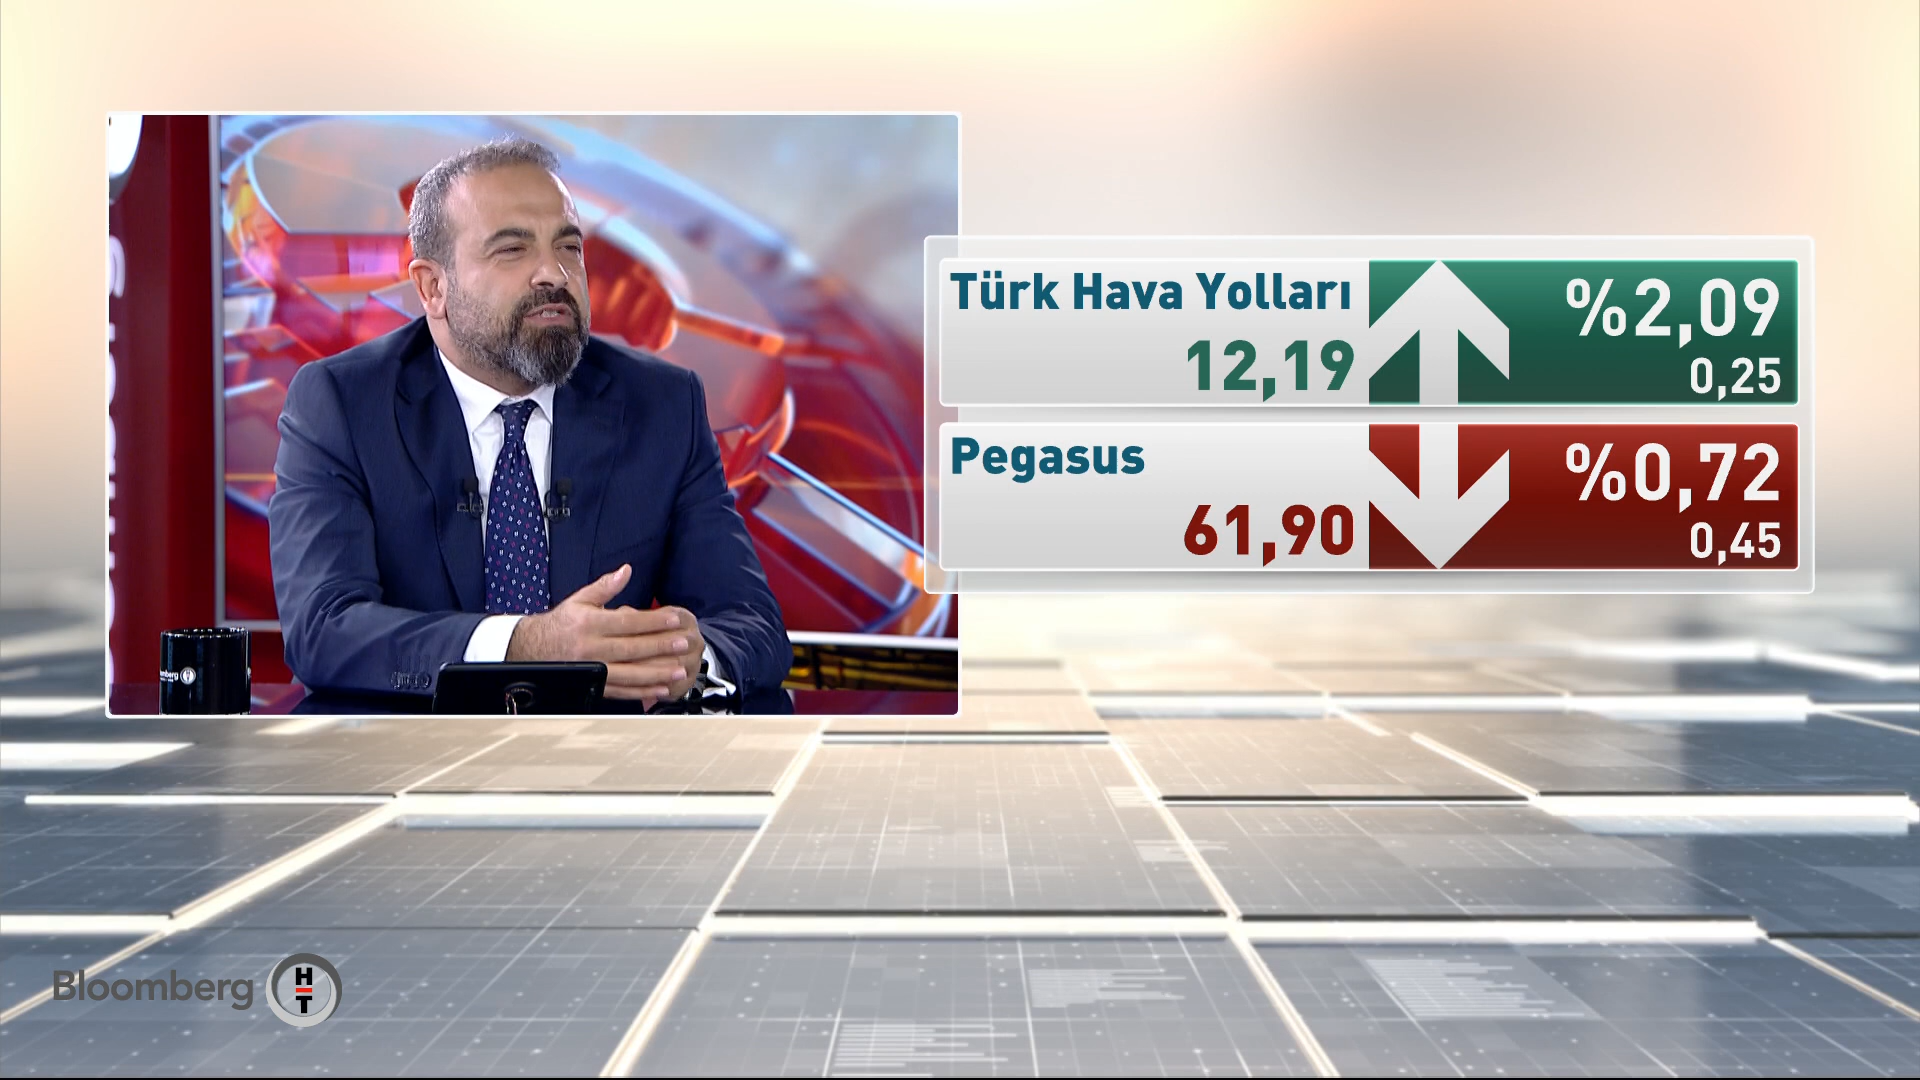 Türk Hava Yolları
12,19
%2,09
0,25
Pegasus
61,90
%0,72
0,45
Bloomberg
HT